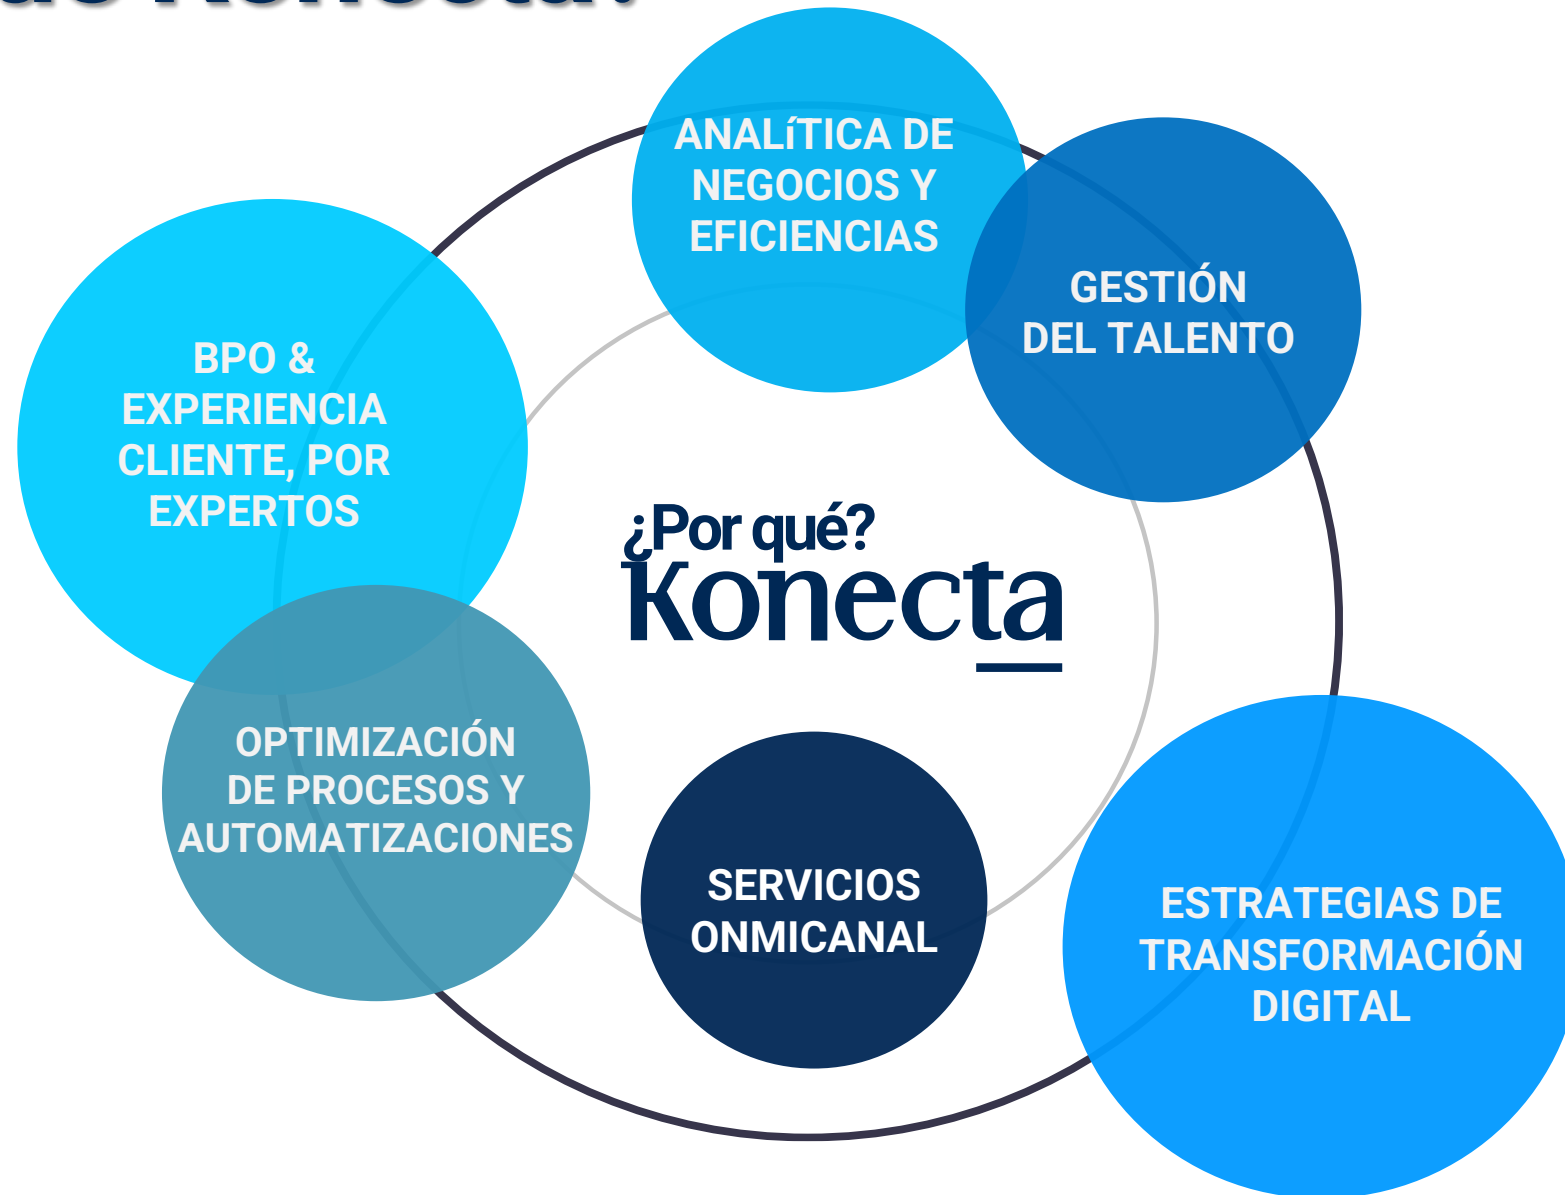 ANALíTICA DE
NEGOCIOS Y
EFICIENCIAS
GESTIÓN
DEL TALENTO
BPO &
EXPERIENCIA
CLIENTE, POR
EXPERTOS
¿Por qué?
Konecta
OPTIMIZACIÓN
DE PROCESOS Y
AUTOMATIZACIONES
SERVICIOS
ONMICANAL
ESTRATEGIAS DE
TRANSFORMACIÓN
DIGITAL